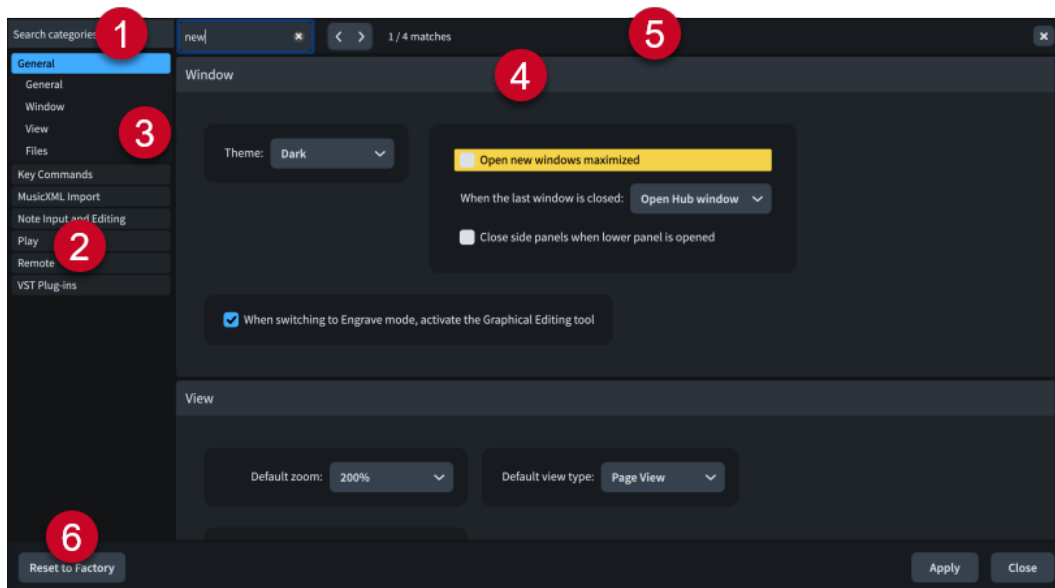 Search categories
1
new
1 / 4 matches
5
General
General
Window
View
Files
3
Key Commands
MusicXML Import
Note Input and Editing
Play
2
Remote
VST Plug-ins
Window
4
Theme:
Dark
Open new windows maximized
When the last window is closed:
Open Hub window
Close side panels when lower panel is opened
When switching to Engrave mode, activate the Graphical Editing tool
View
Default zoom:
200%
Default view type:
Page View
6
Reset to Factory
Apply
Close